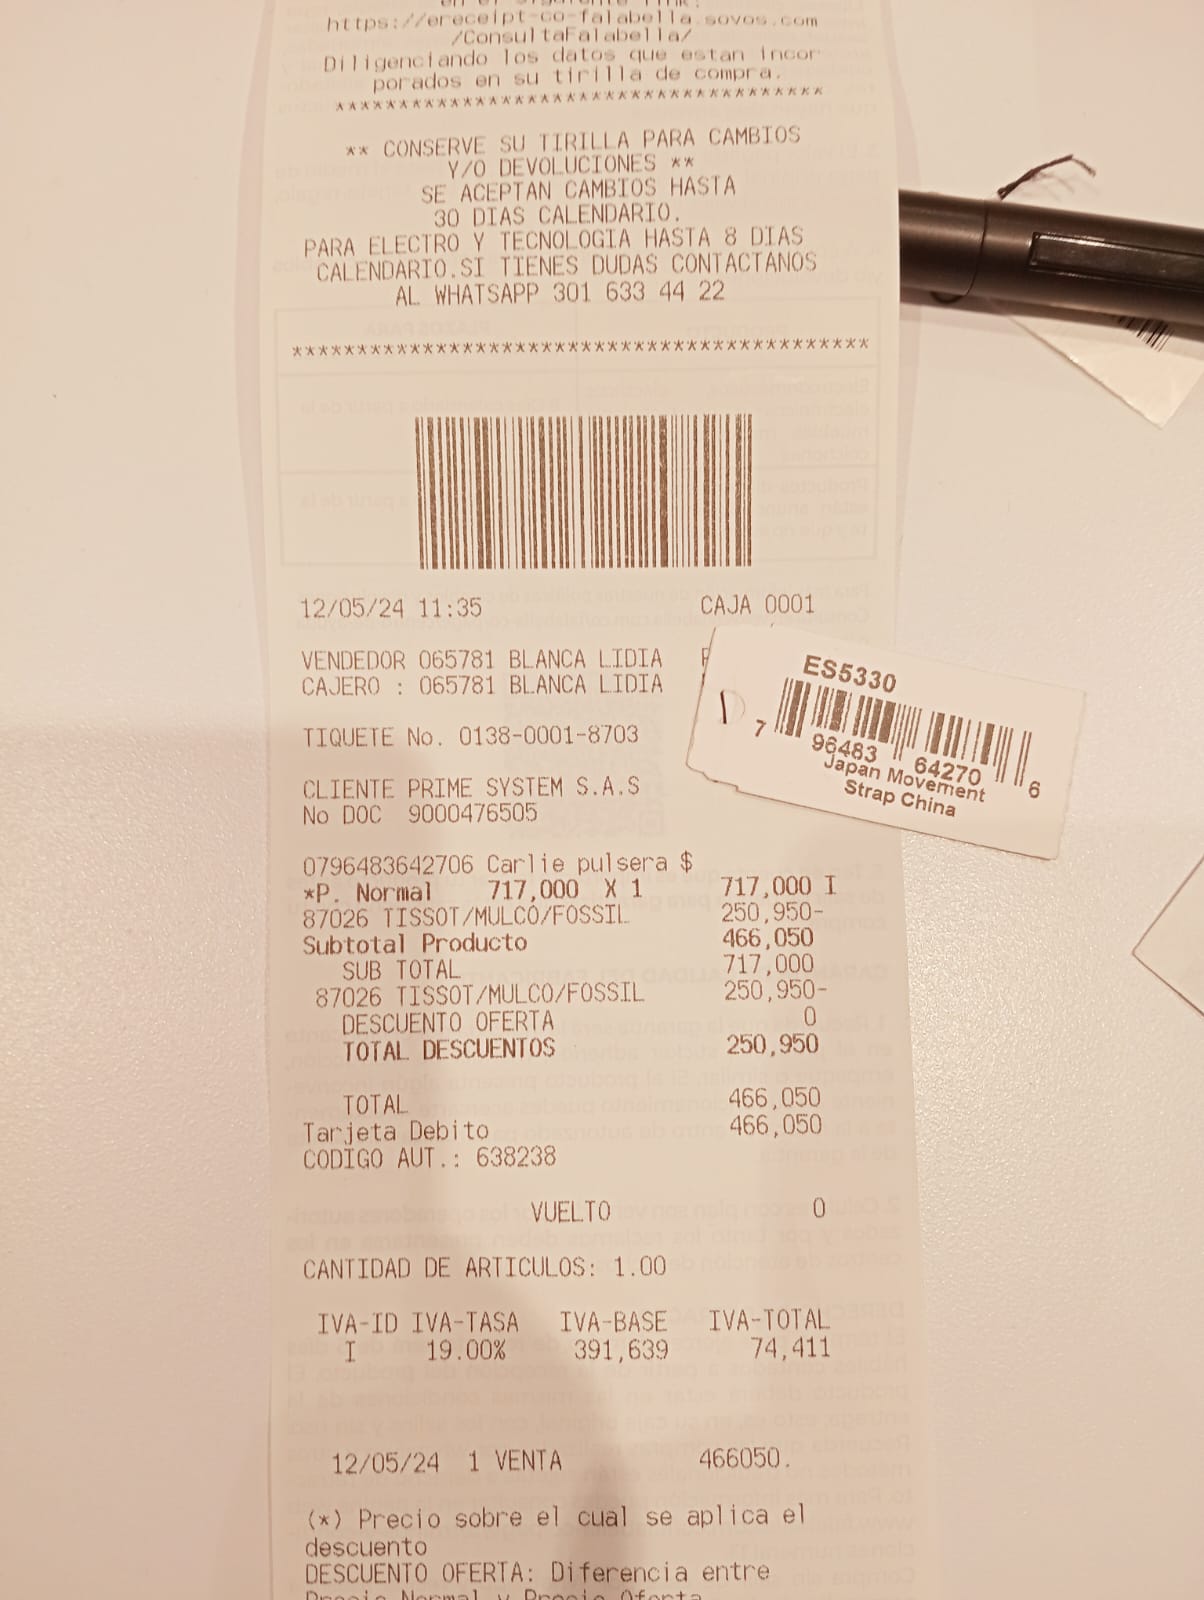 en el siguiente link:
https://ereceipt-co-falabella.sovos.com
/ConsultaFalabella/
Diligenciando los datos que estan incor
porados en su tirilla de compra.
*************************************
** CONSERVE SU TIRILLA PARA CAMBIOS
Y/O DEVOLUCIONES **
SE ACEPTAN CAMBIOS HASTA
30 DIAS CALENDARIO.
PARA ELECTRO Y TECNOLOGIA HASTA 8 DIAS
CALENDARIO.SI TIENES DUDAS CONTACTANOS
AL WHATSAPP 301 633 44 22
********************************************
12/05/24 11:35 CAJA 0001
VENDEDOR 065781 BLANCA LIDIA
CAJERO : 065781 BLANCA LIDIA
TIQUETE No. 0138-0001-8703
CLIENTE PRIME SYSTEM S.A.S
No DOC 9000476505
0796483642706 Carlie pulsera $
*P. Normal 717,000 X 1 717,000 I
87026 TISSOT/MULCO/FOSSIL 250,950-
Subtotal Producto 466,050
SUB TOTAL 717,000
87026 TISSOT/MULCO/FOSSIL 250,950-
DESCUENTO OFERTA 0
TOTAL DESCUENTOS 250,950
TOTAL 466,050
Tarjeta Debito 466,050
CODIGO AUT.: 638238
VUELTO 0
CANTIDAD DE ARTICULOS: 1.00
IVA-ID IVA-TASA IVA-BASE IVA-TOTAL
I 19.00% 391,639 74,411
12/05/24 1 VENTA 466050.
(*) Precio sobre el cual se aplica el
descuento
DESCUENTO OFERTA: Diferencia entre
Precio Normal y Precio Oferta
ES5330
7 96483 64270 6
Japan Movement
Strap China